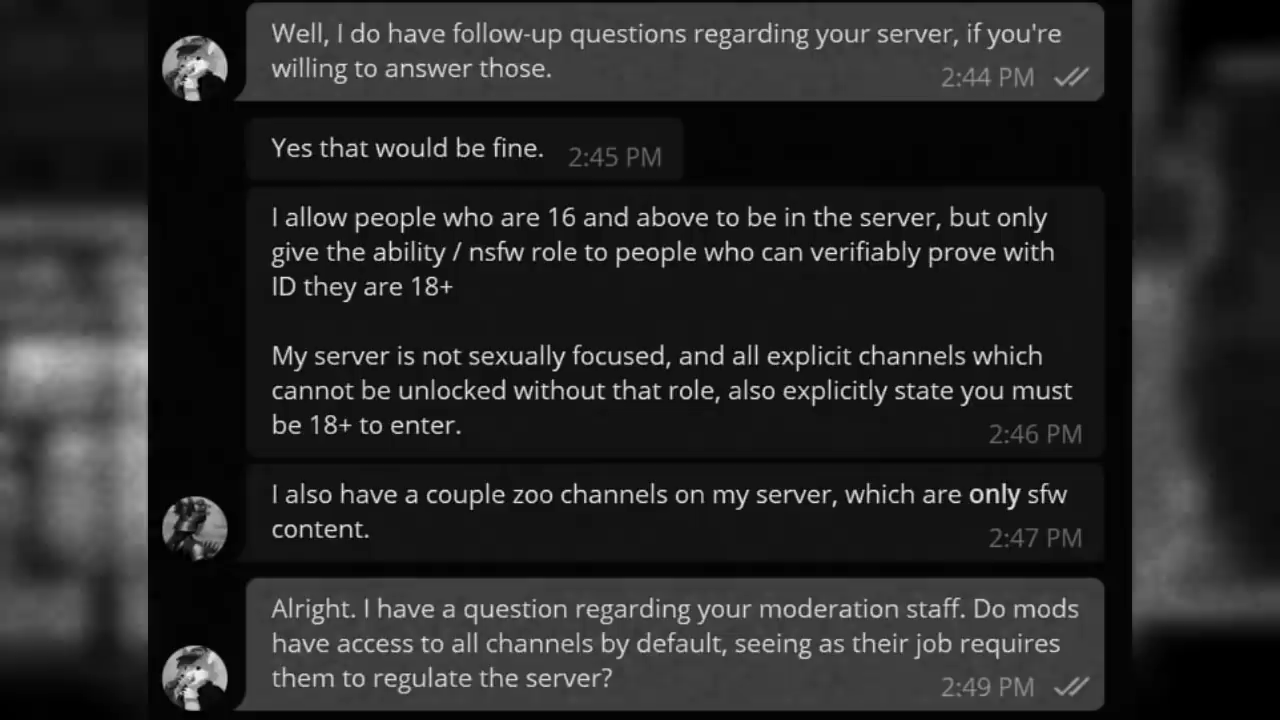 Well, I do have follow-up questions regarding your server, if you're
willing to answer those.
2:44 PM
Yes that would be fine. 2:45 PM
I allow people who are 16 and above to be in the server, but only
give the ability / nsfw role to people who can verifiably prove with
ID they are 18+
My server is not sexually focused, and all explicit channels which
cannot be unlocked without that role, also explicitly state you must
be 18+ to enter.
2:46 PM
I also have a couple zoo channels on my server, which are only sfw
content.
2:47 PM
Alright. I have a question regarding your moderation staff. Do mods
have access to all channels by default, seeing as their job requires
them to regulate the server?
2:49 PM